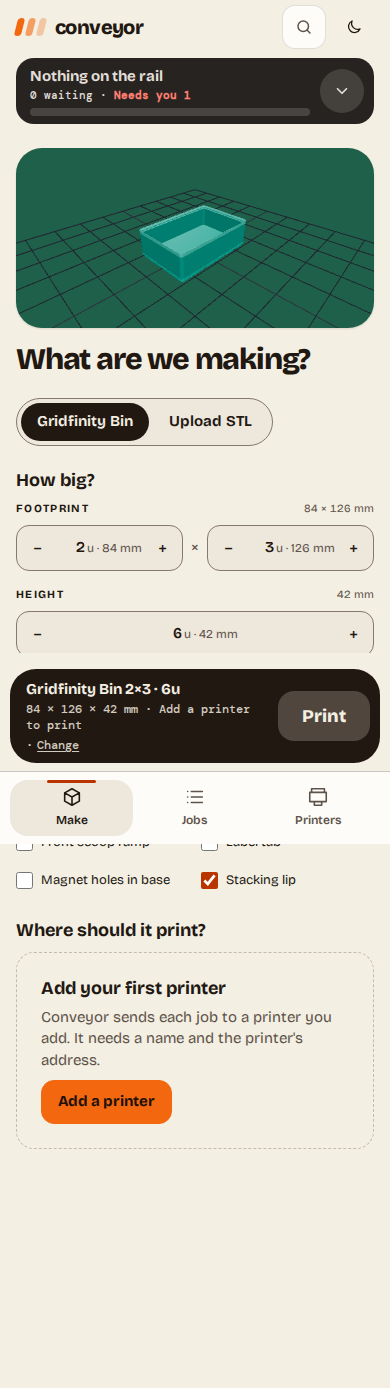 conveyor
Nothing on the rail
0 waiting · Needs you 1
What are we making?
Gridfinity Bin
Upload STL
How big?
FOOTPRINT
84 × 126 mm
− 2 u · 84 mm +
×
− 3 u · 126 mm +
HEIGHT
42 mm
− 6 u · 42 mm +
Gridfinity Bin 2×3 · 6u
84 × 126 × 42 mm · Add a printer
to print
· Change
Print
Make
Jobs
Printers
Magnet holes in base
Stacking lip
Where should it print?
Add your first printer
Conveyor sends each job to a printer you
add. It needs a name and the printer's
address.
Add a printer